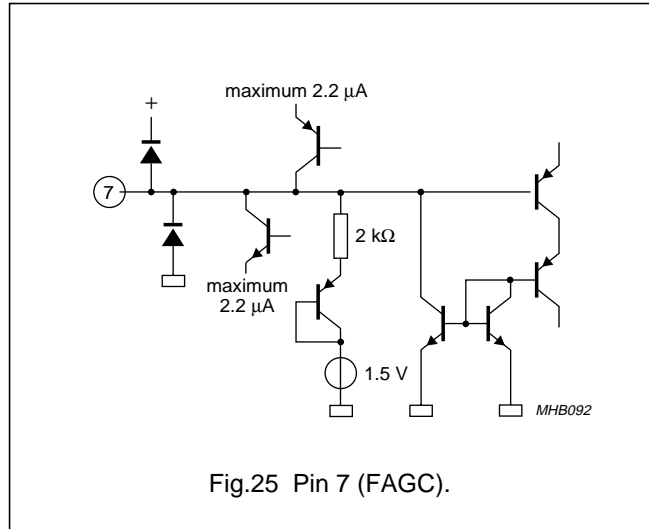 maximum 2.2 μA
+
7
2 kΩ
maximum
2.2 μA
1.5 V
MHB092
Fig.25 Pin 7 (FAGC).